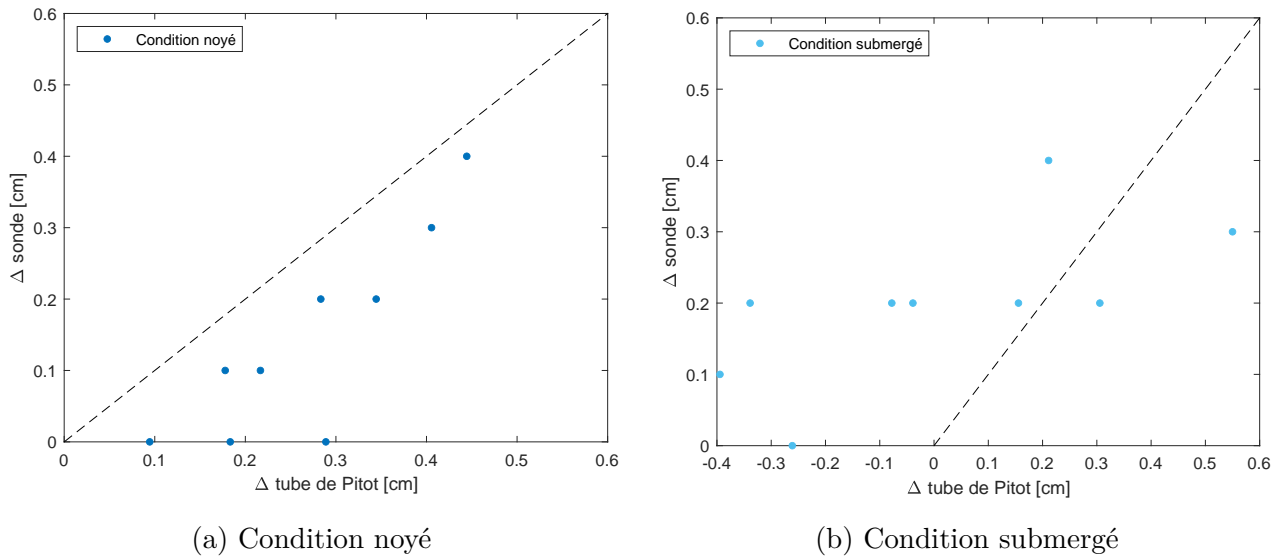 0.6
Condition noyé
0.5
0.4
Δ sonde [cm]
0.3
0.2
0.1
0
0 0.1 0.2 0.3 0.4 0.5 0.6
Δ tube de Pitot [cm]
(a) Condition noyé
0.6
Condition submergé
0.5
0.4
Δ sonde [cm]
0.3
0.2
0.1
0
-0.4 -0.3 -0.2 -0.1 0 0.1 0.2 0.3 0.4 0.5 0.6
Δ tube de Pitot [cm]
(b) Condition submergé